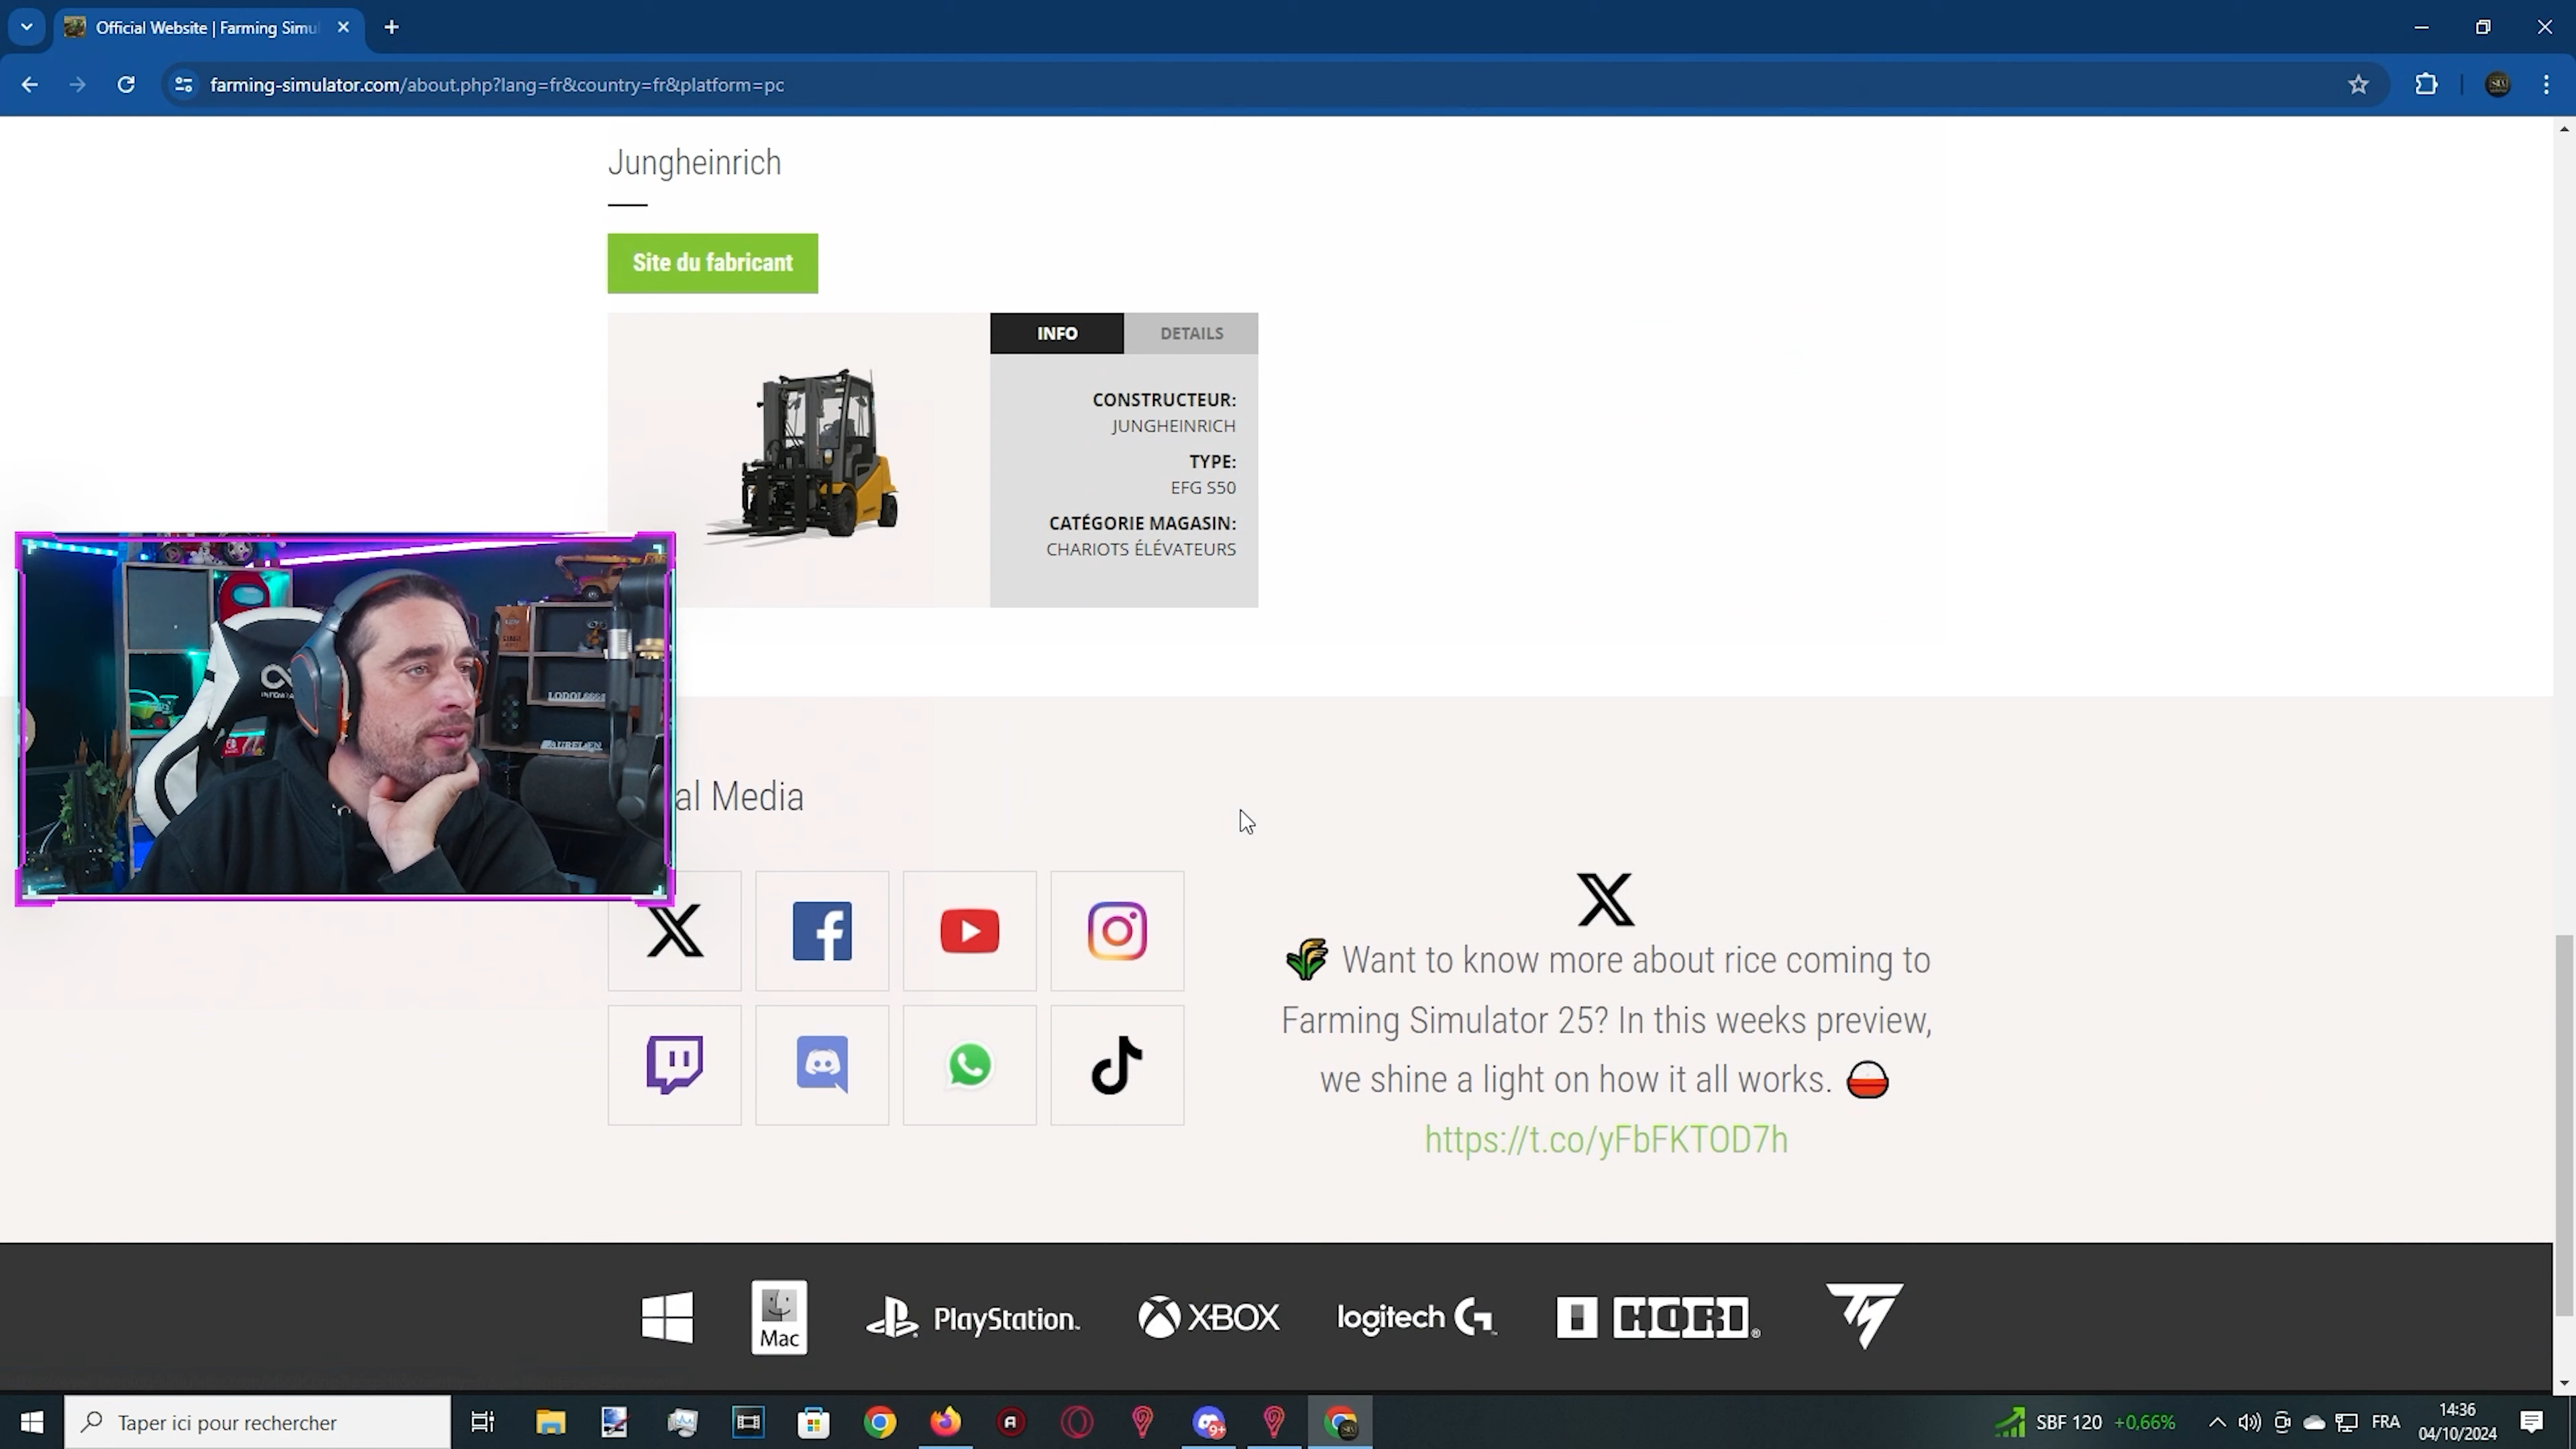 Official Website | Farming Simu
farming-simulator.com/about.php?lang=fr&country=fr&platform=pc
Jungheinrich
Site du fabricant
INFO
DETAILS
CONSTRUCTEUR:
JUNGHEINRICH
TYPE:
EFG S50
CATÉGORIE MAGASIN:
CHARIOTS ÉLÉVATEURS
LODOL6660
AURELIEN
al Media
Want to know more about rice coming to
Farming Simulator 25? In this weeks preview,
we shine a light on how it all works.
https://t.co/yFbFKTOD7h
Mac
PlayStation
XBOX
logitech G
HORI
Taper ici pour rechercher
9+
SBF 120 +0,66%
FRA
14:36
04/10/2024